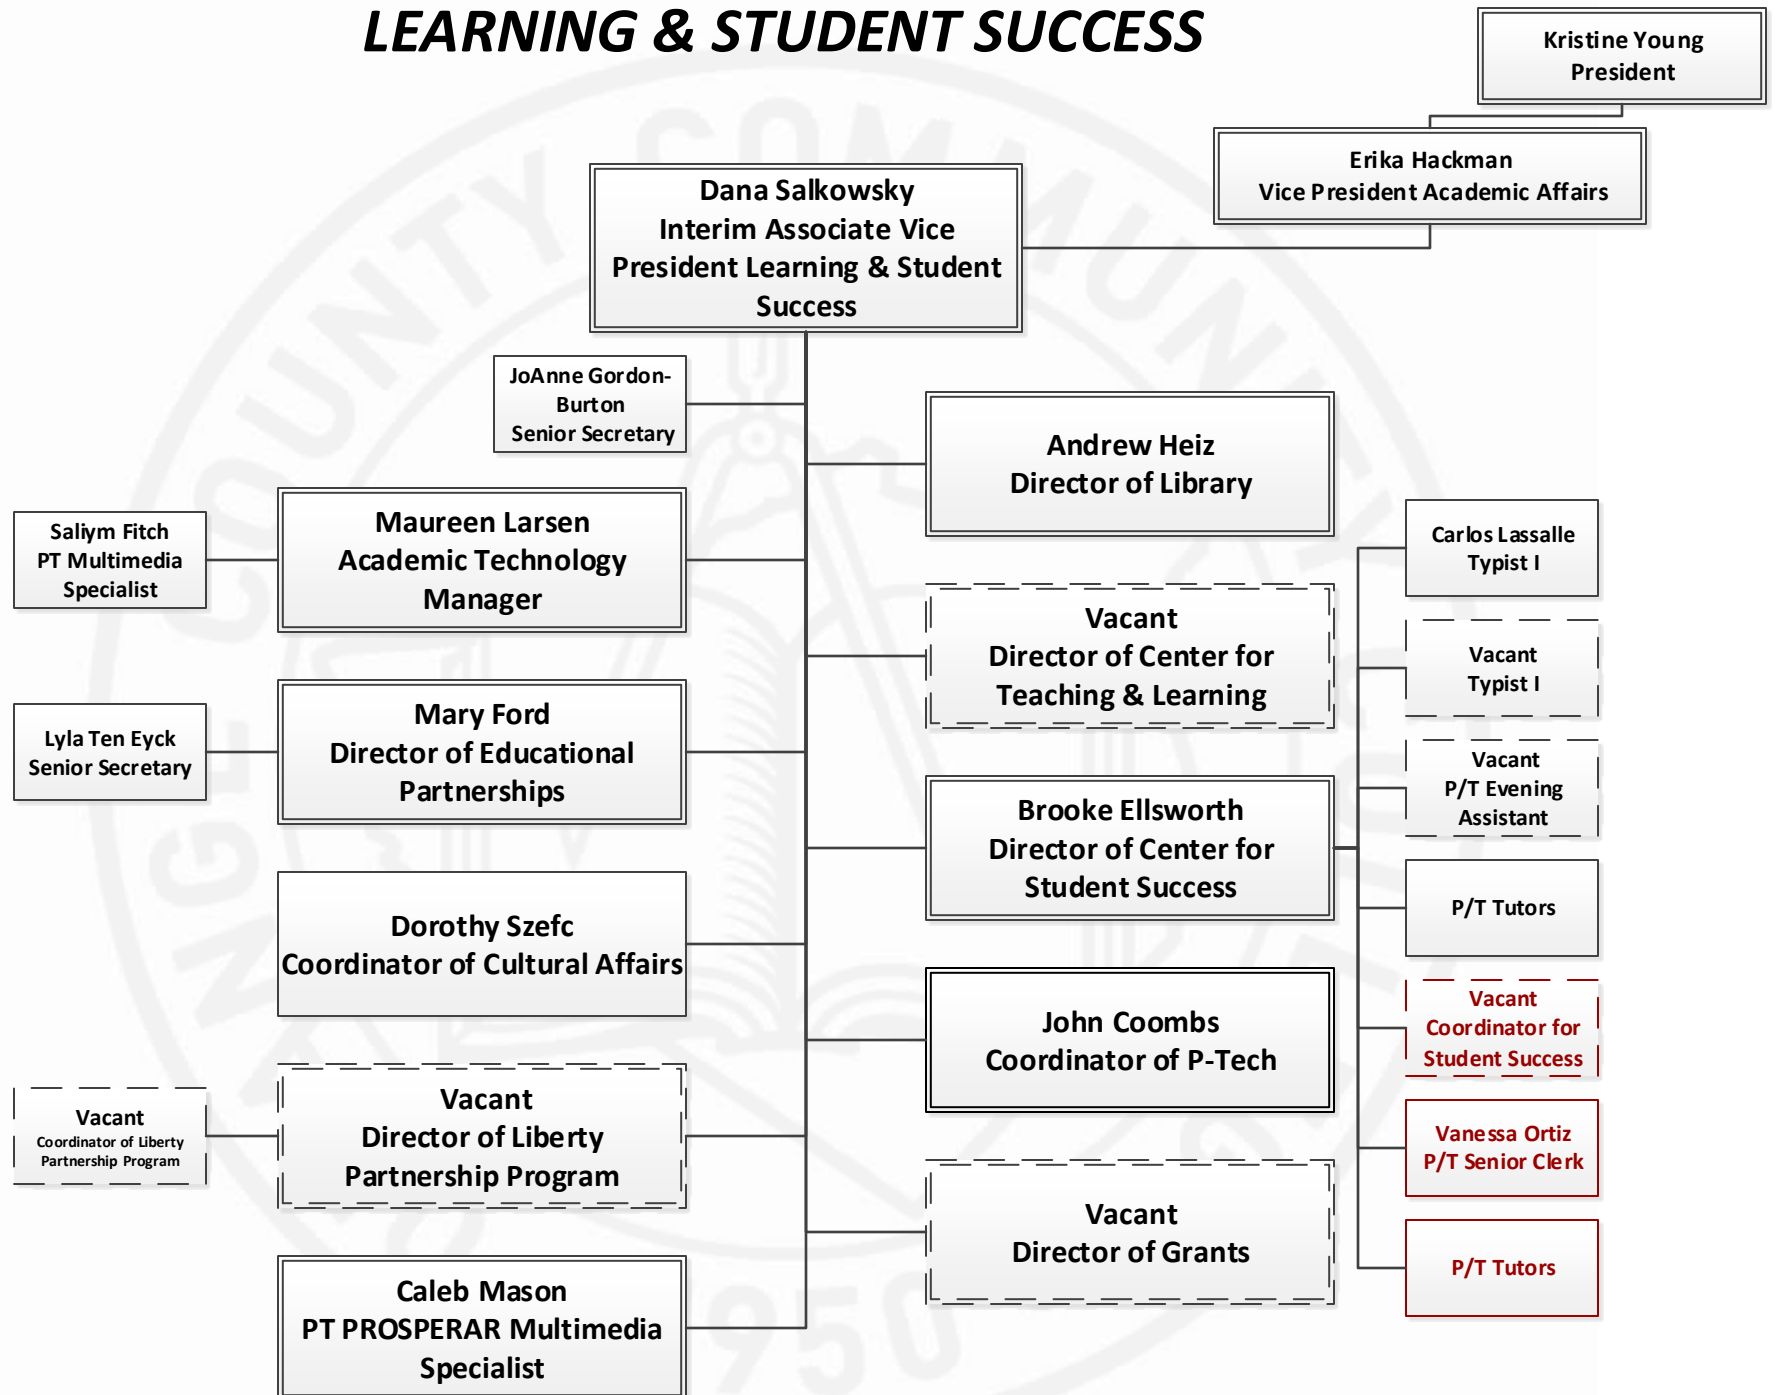 LEARNING & STUDENT SUCCESS
Kristine Young
President
Erika Hackman
Vice President Academic Affairs
Dana Salkowsky
Interim Associate Vice
President Learning & Student
Success
JoAnne Gordon-
Burton
Senior Secretary
Andrew Heiz
Director of Library
Saliym Fitch
PT Multimedia
Specialist
Maureen Larsen
Academic Technology
Manager
Carlos Lassalle
Typist I
Vacant
Director of Center for
Teaching & Learning
Vacant
Typist I
Lyla Ten Eyck
Senior Secretary
Mary Ford
Director of Educational
Partnerships
Vacant
P/T Evening
Assistant
Brooke Ellsworth
Director of Center for
Student Success
P/T Tutors
Dorothy Szefc
Coordinator of Cultural Affairs
John Coombs
Coordinator of P-Tech
Vacant
Coordinator for
Student Success
Vacant
Coordinator of Liberty
Partnership Program
Vacant
Director of Liberty
Partnership Program
Vanessa Ortiz
P/T Senior Clerk
Vacant
Director of Grants
P/T Tutors
Caleb Mason
PT PROSPERAR Multimedia
Specialist
COUNTY COMMUNITY
1950